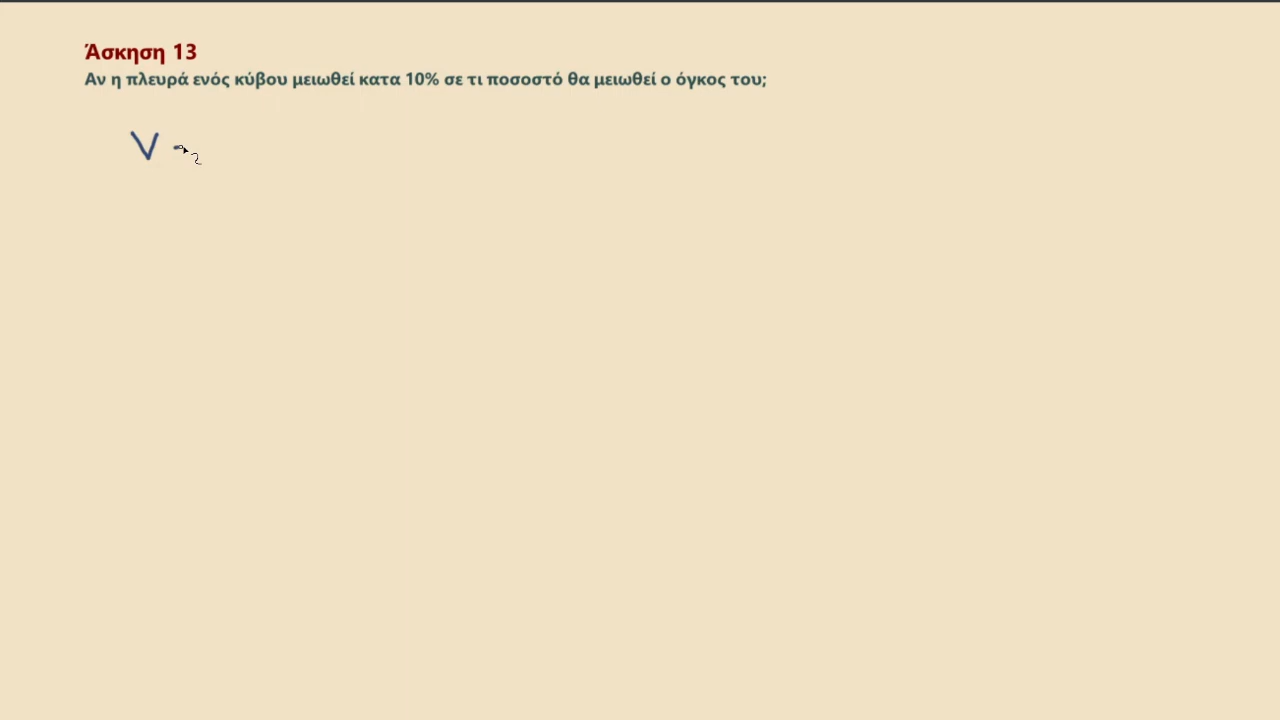 Άσκηση 13
Αν η πλευρά ενός κύβου μειωθεί κατα 10% σε τι ποσοστό θα μειωθεί ο όγκος του;
V